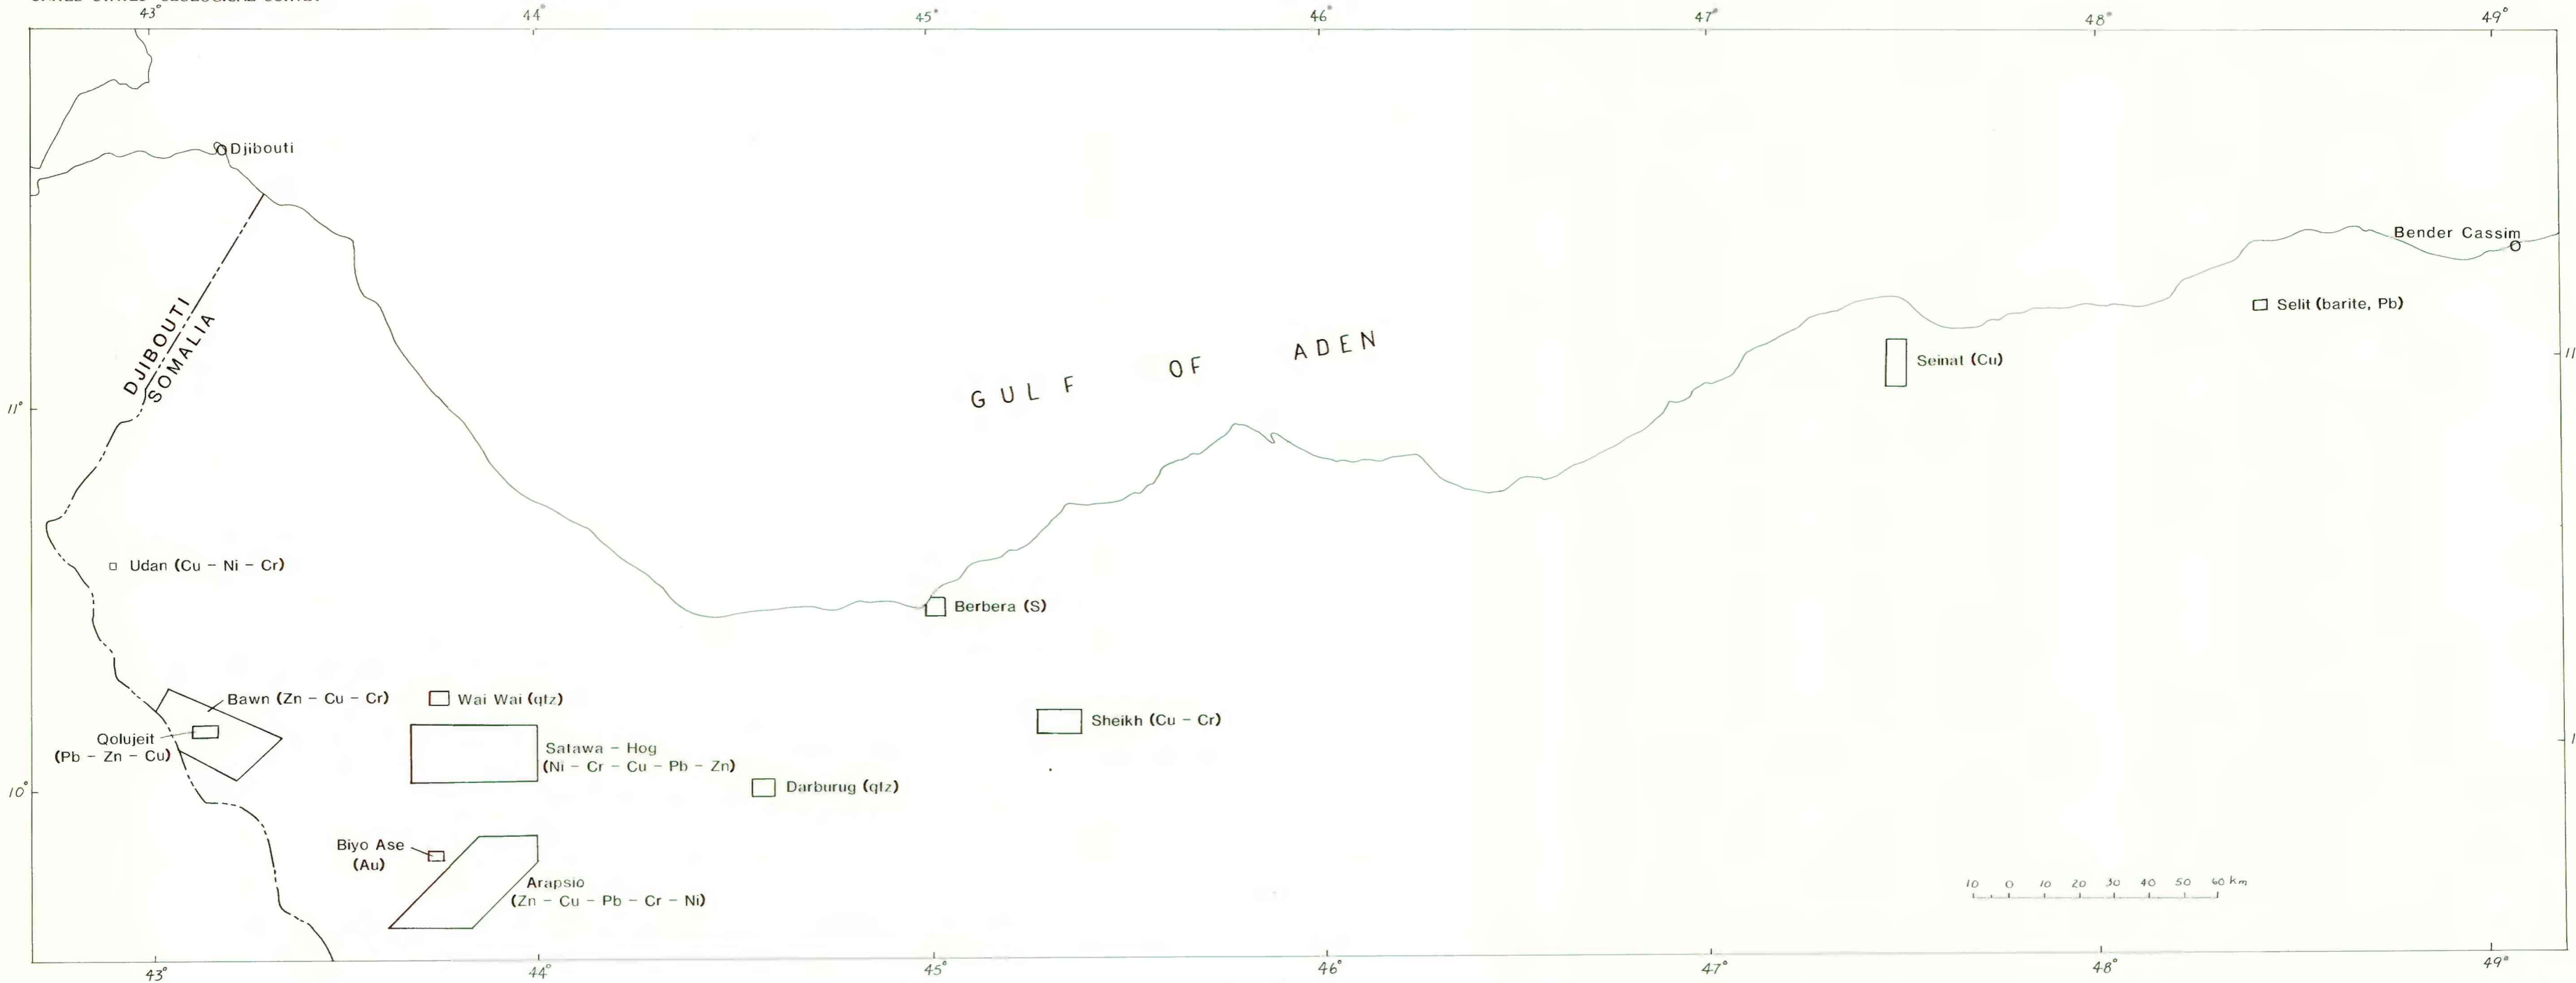 43° 44° 45° 46° 47° 48° 49°
Djibouti
Bender Cassim
DJIBOUTI
SOMALIA
Selit (barite, Pb)
GULF OF ADEN
Seinat (Cu)
11°
11°
Udan (Cu – Ni – Cr)
Berbera (S)
Bawn (Zn – Cu – Cr)
Wai Wai (qtz)
Sheikh (Cu – Cr)
Qolujeit
(Pb – Zn – Cu)
Satawa – Hog
(Ni – Cr – Cu – Pb – Zn)
10°
Darburug (qtz)
Biyo Ase
(Au)
Arapsio
(Zn – Cu – Pb – Cr – Ni)
10 0 10 20 30 40 50 60 km
43° 44° 45° 46° 47° 48° 49°